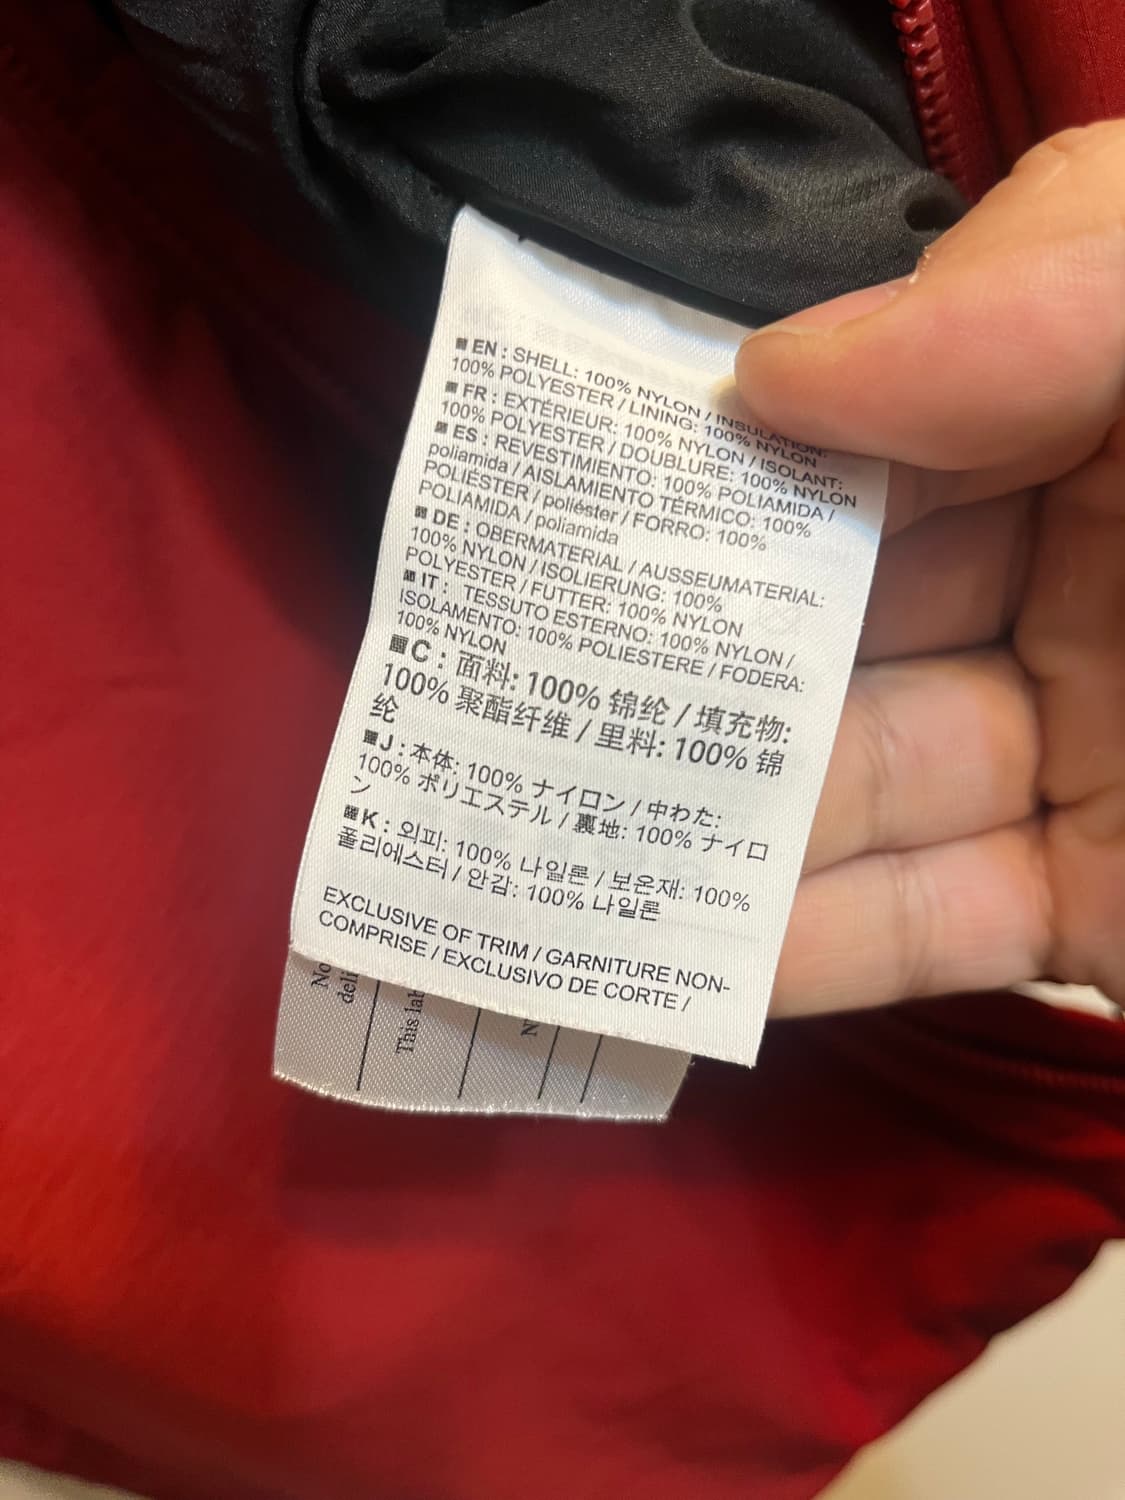 EN : SHELL: 100% NYLON / INSULATION:
100% POLYESTER / LINING: 100% NYLON
FR : EXTÉRIEUR: 100% NYLON / ISOLANT:
100% POLYESTER / DOUBLURE: 100% NYLON
ES : REVESTIMIENTO: 100% POLIAMIDA /
poliamida / AISLAMIENTO TÉRMICO: 100%
POLIÉSTER / poliéster / FORRO: 100%
POLIAMIDA / poliamida
DE : OBERMATERIAL / AUSSEUMATERIAL:
100% NYLON / ISOLIERUNG: 100%
POLYESTER / FUTTER: 100% NYLON
IT : TESSUTO ESTERNO: 100% NYLON /
ISOLAMENTO: 100% POLIESTERE / FODERA:
100% NYLON
C : 面料: 100% 锦纶 / 填充物:
100% 聚酯纤维 / 里料: 100% 锦
纶
J : 本体: 100% ナイロン / 中わた:
100% ポリエステル / 裏地: 100% ナイロ
ン
K : 외피: 100% 나일론 / 보온재: 100%
폴리에스터 / 안감: 100% 나일론
EXCLUSIVE OF TRIM / GARNITURE NON-
COMPRISE / EXCLUSIVO DE CORTE /
This